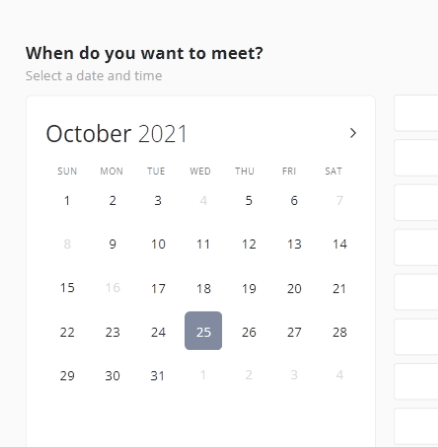 When do you want to meet?
Select a date and time
October 2021
SUN MON TUE WED THU FRI SAT
1 2 3 4 5 6 7
8 9 10 11 12 13 14
15 16 17 18 19 20 21
22 23 24 25 26 27 28
29 30 31 1 2 3 4